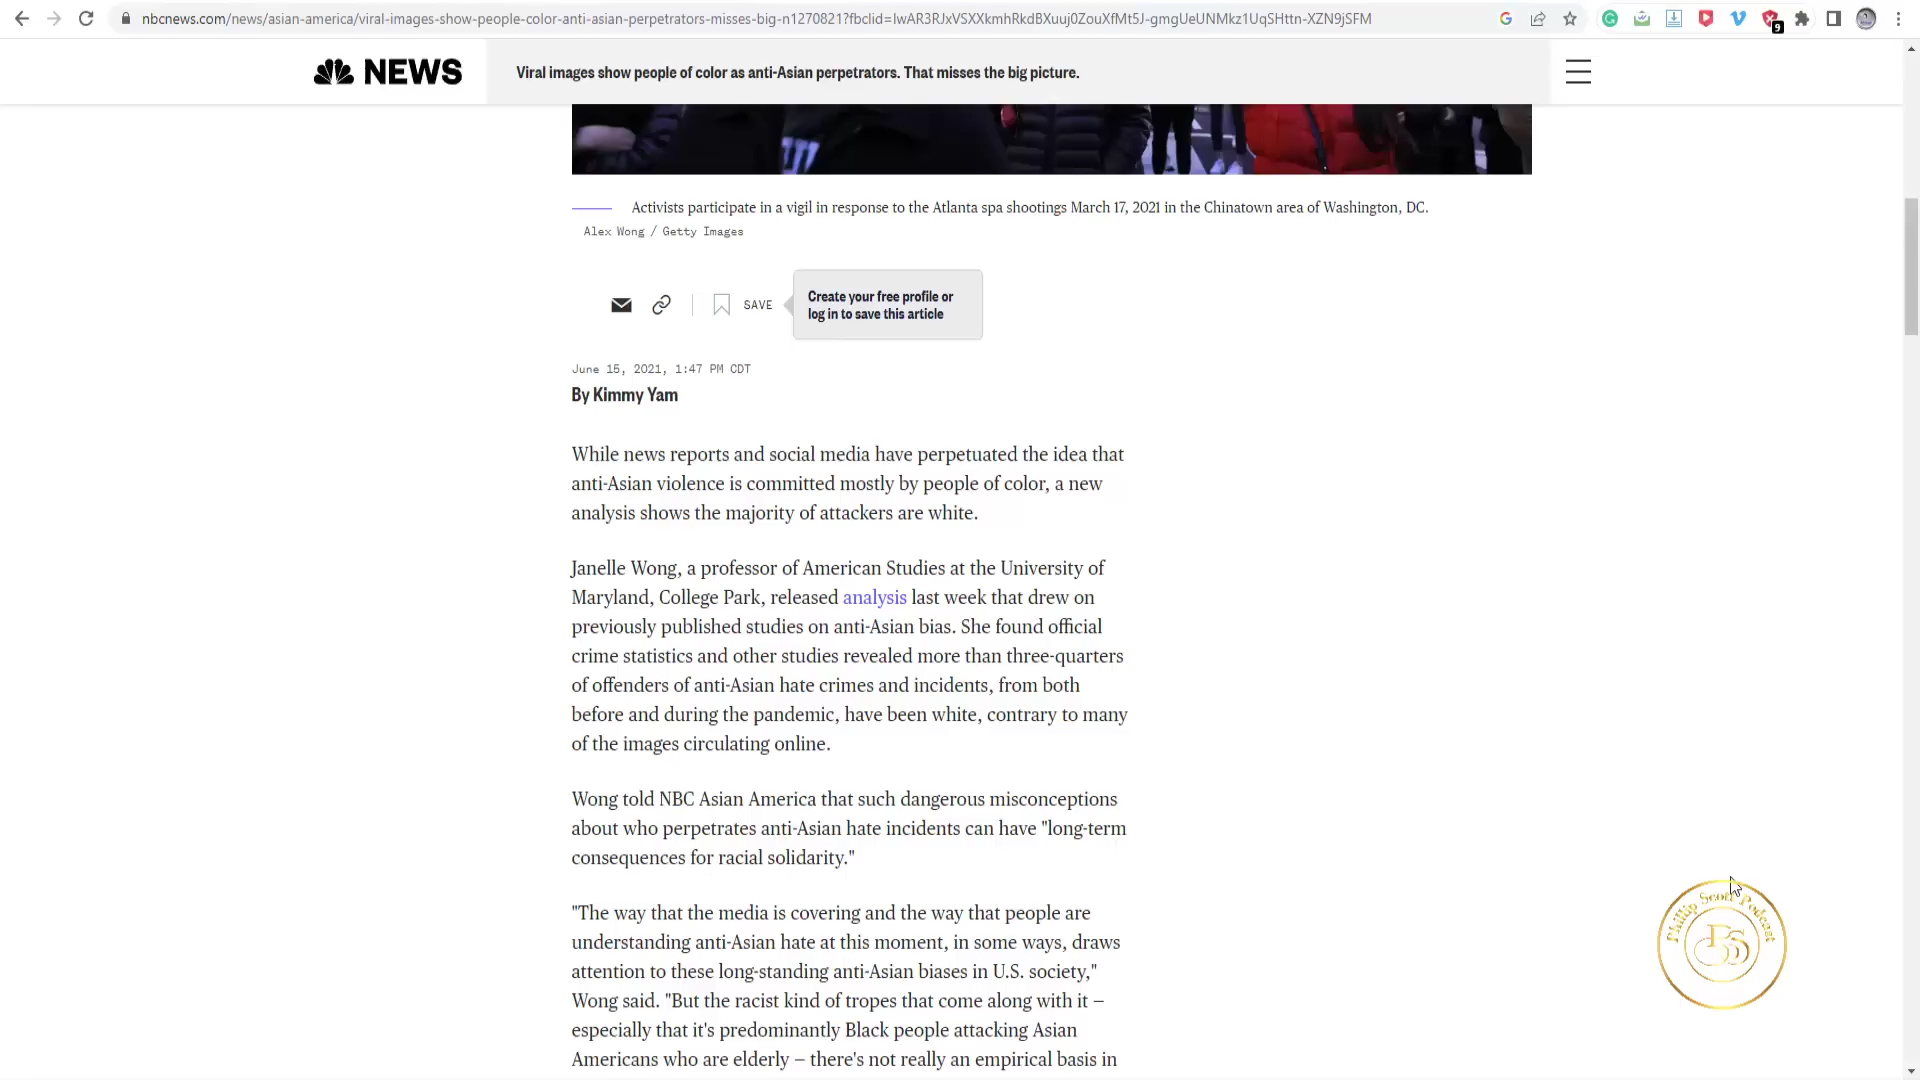 nbcnews.com/news/asian-america/viral-images-show-people-color-anti-asian-perpetrators-misses-big-n1270821?fbclid=IwAR3RJxVSXXkmhRkdBXuuj0ZouXfMt5J-gmgUeUNMkz1UqSHttn-XZN9jSFM
9
NEWS
Viral images show people of color as anti-Asian perpetrators. That misses the big picture.
Activists participate in a vigil in response to the Atlanta spa shootings March 17, 2021 in the Chinatown area of Washington, DC.
Alex Wong / Getty Images
SAVE
Create your free profile or
log in to save this article
June 15, 2021, 1:47 PM CDT
By Kimmy Yam
While news reports and social media have perpetuated the idea that
anti-Asian violence is committed mostly by people of color, a new
analysis shows the majority of attackers are white.
Janelle Wong, a professor of American Studies at the University of
Maryland, College Park, released analysis last week that drew on
previously published studies on anti-Asian bias. She found official
crime statistics and other studies revealed more than three-quarters
of offenders of anti-Asian hate crimes and incidents, from both
before and during the pandemic, have been white, contrary to many
of the images circulating online.
Wong told NBC Asian America that such dangerous misconceptions
about who perpetrates anti-Asian hate incidents can have "long-term
consequences for racial solidarity."
"The way that the media is covering and the way that people are
understanding anti-Asian hate at this moment, in some ways, draws
attention to these long-standing anti-Asian biases in U.S. society,"
Wong said. "But the racist kind of tropes that come along with it —
especially that it's predominantly Black people attacking Asian
Americans who are elderly — there's not really an empirical basis in
Phillip Scott Podcast